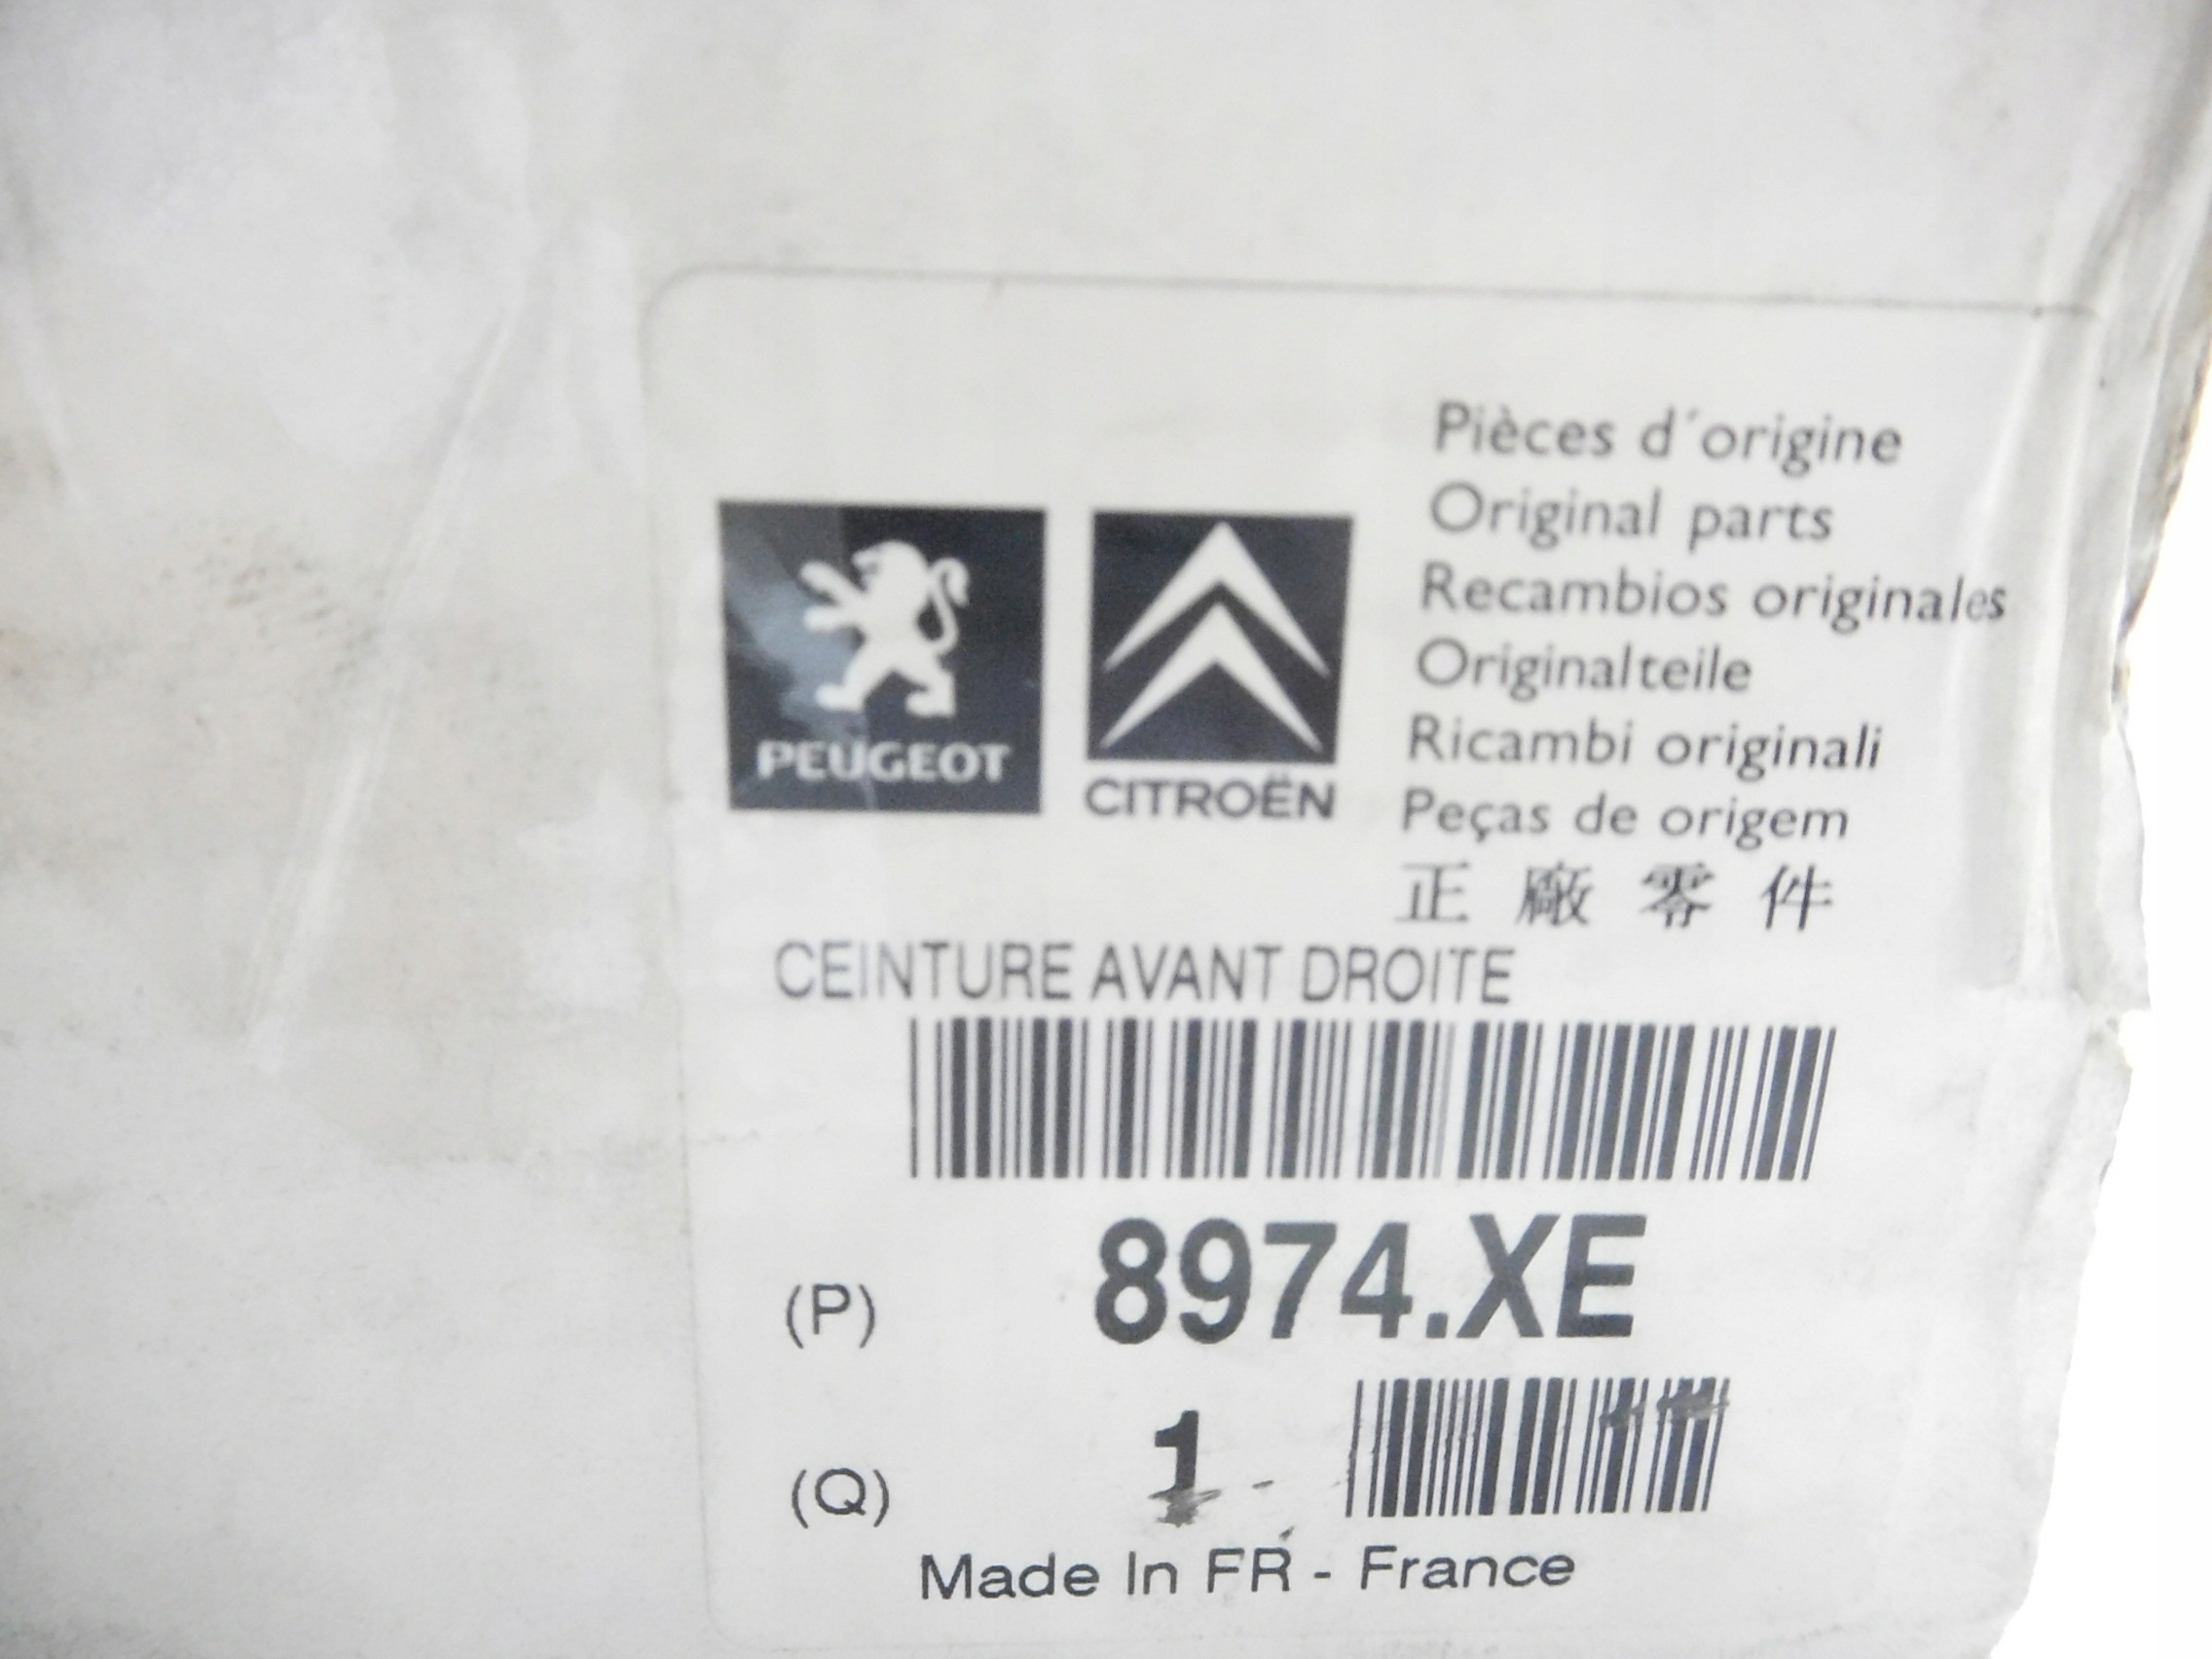 PEUGEOT
CITROËN
Pièces d´origine
Original parts
Recambios originales
Originalteile
Ricambi originali
Peças de origem
正 廠 零 件
CEINTURE AVANT DROITE
(P) 8974.XE
(Q) 1
Made In FR - France